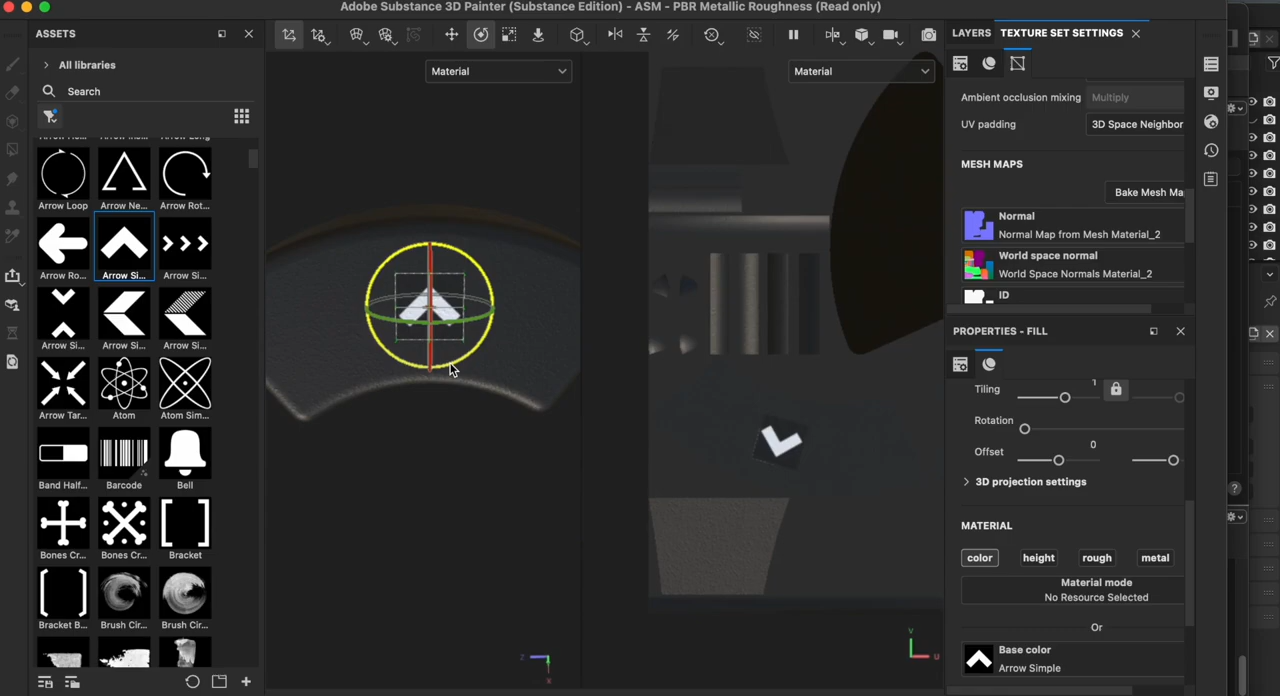 Adobe Substance 3D Painter (Substance Edition) - ASM - PBR Metallic Roughness (Read only)
ASSETS
LAYERS
TEXTURE SET SETTINGS
All libraries
Search
Material
Material
Ambient occlusion mixing
Multiply
UV padding
3D Space Neighbor
MESH MAPS
Bake Mesh Ma
Normal
Normal Map from Mesh Material_2
World space normal
World Space Normals Material_2
ID
PROPERTIES - FILL
Tiling
1
Rotation
Offset
0
3D projection settings
MATERIAL
color height rough metal
Material mode
No Resource Selected
Or
Base color
Arrow Simple
Arrow Loop Arrow Ne... Arrow Rot...
Arrow Ro... Arrow Si... Arrow Si...
Arrow Si... Arrow Si... Arrow Si...
Arrow Tar... Atom Atom Sim...
Band Half... Barcode Bell
Bones Cr... Bones Cr... Bracket
Bracket B... Brush Cir... Brush Cir...
Z
X
V
U